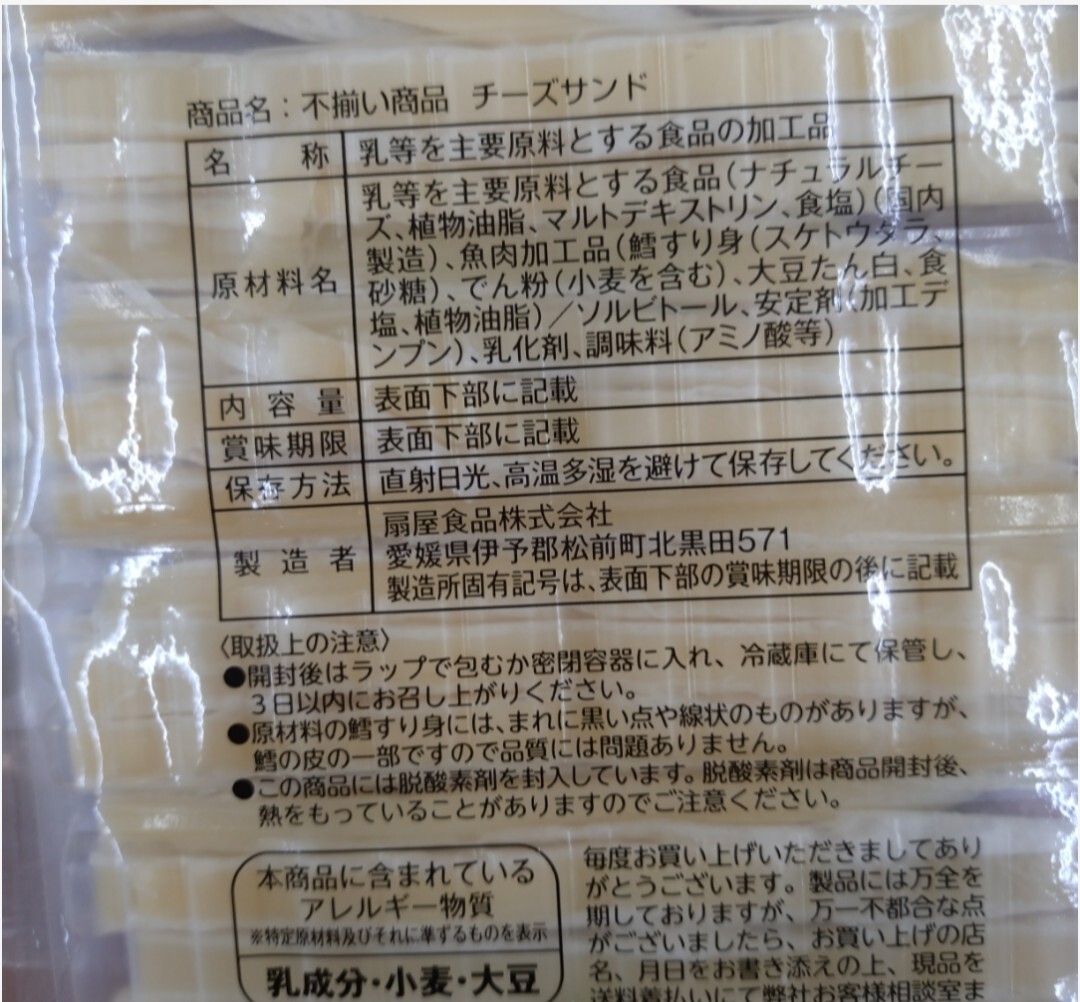 商品名：不揃い商品　チーズサンド
名称 乳等を主要原料とする食品の加工品
原材料名 乳等を主要原料とする食品（ナチュラルチー
ズ、植物油脂、マルトデキストリン、食塩）（国内
製造）、魚肉加工品（鱈すり身（スケトウダラ、
砂糖）、でん粉（小麦を含む）、大豆たん白、食
塩、植物油脂）／ソルビトール、安定剤（加工デ
ンプン）、乳化剤、調味料（アミノ酸等）
内容量 表面下部に記載
賞味期限 表面下部に記載
保存方法 直射日光、高温多湿を避けて保存してください。
製造者 扇屋食品株式会社
愛媛県伊予郡松前町北黒田571
製造所固有記号は、表面下部の賞味期限の後に記載
〈取扱上の注意〉
●開封後はラップで包むか密閉容器に入れ、冷蔵庫にて保管し、
３日以内にお召し上がりください。
●原材料の鱈すり身には、まれに黒い点や線状のものがありますが、
鱈の皮の一部ですので品質には問題ありません。
●この商品には脱酸素剤を封入しています。脱酸素剤は商品開封後、
熱をもっていることがありますのでご注意ください。
本商品に含まれている
アレルギー物質
※特定原材料及びそれに準ずるものを表示
乳成分・小麦・大豆
毎度お買い上げいただきましてあり
がとうございます。製品には万全を
期しておりますが、万一不都合な点
がございましたら、お買い上げの店
名、月日をお書き添えの上、現品を
送料着払いにて弊社お客様相談室ま